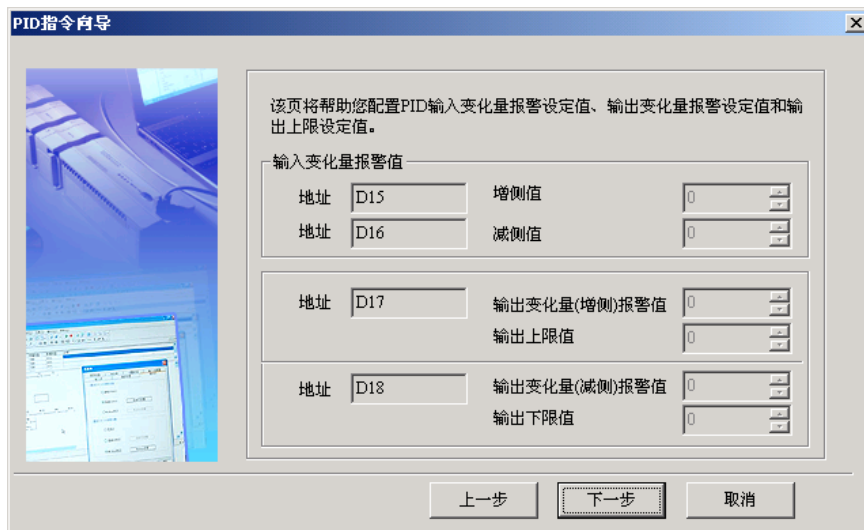 PID指令向导
该页将帮助您配置PID输入变化量报警设定值、输出变化量报警设定值和输
出上限设定值。
输入变化量报警值
地址 D15 增侧值 0
地址 D16 减侧值 0
地址 D17 输出变化量(增侧)报警值 0
输出上限值 0
地址 D18 输出变化量(减侧)报警值 0
输出下限值 0
上一步 下一步 取消